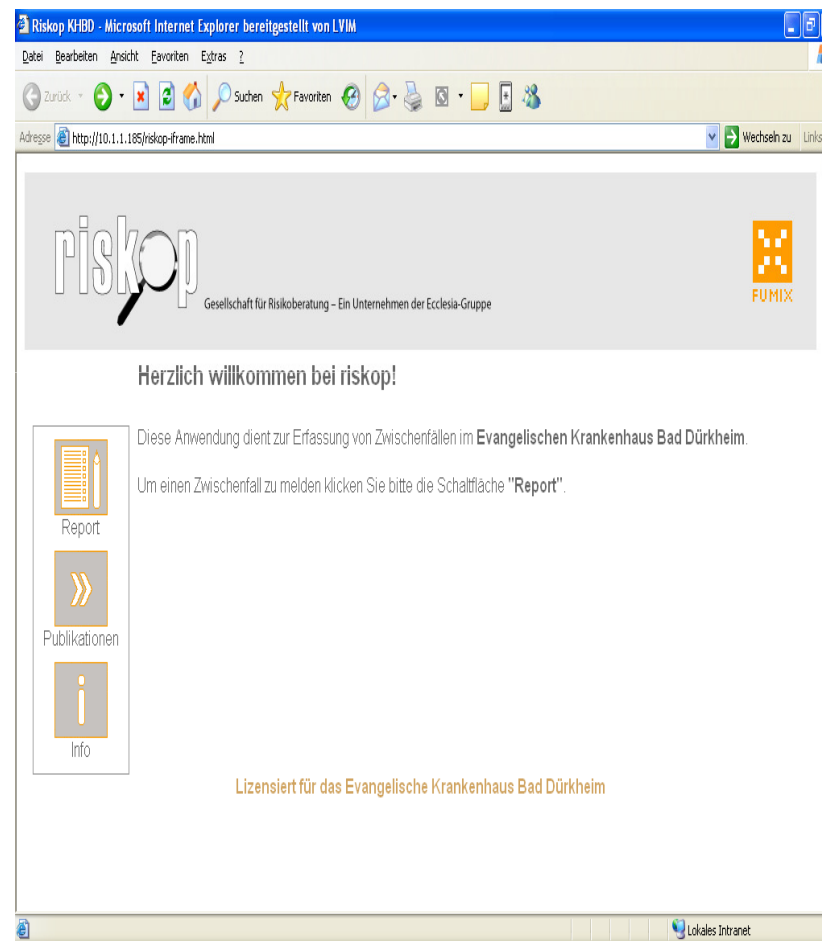 Riskop KHBD - Microsoft Internet Explorer bereitgestellt von LVIM
Datei Bearbeiten Ansicht Favoriten Extras ?
Zurück Suchen Favoriten
Adresse http://10.1.1.185/riskop-iframe.html Wechseln zu Links
riskop
Gesellschaft für Risikoberatung – Ein Unternehmen der Ecclesia-Gruppe
FUMIX
Herzlich willkommen bei riskop!
Diese Anwendung dient zur Erfassung von Zwischenfällen im Evangelischen Krankenhaus Bad Dürkheim.
Um einen Zwischenfall zu melden klicken Sie bitte die Schaltfläche "Report".
Report
Publikationen
Info
Lizensiert für das Evangelische Krankenhaus Bad Dürkheim
Lokales Intranet